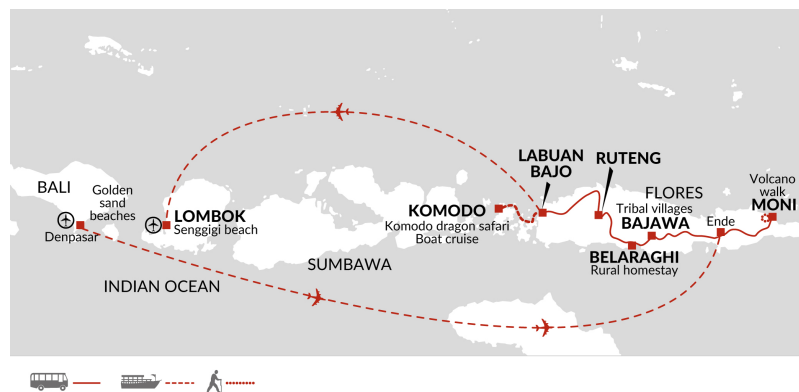 BALI
Golden
sand
beaches
Denpasar
LOMBOK
Senggigi beach
INDIAN OCEAN
SUMBAWA
KOMODO
Komodo dragon safari
Boat cruise
LABUAN
BAJO
RUTENG
FLORES
Tribal villages
BAJAWA
BELARAGHI
Rural homestay
Ende
Volcano
walk
MONI